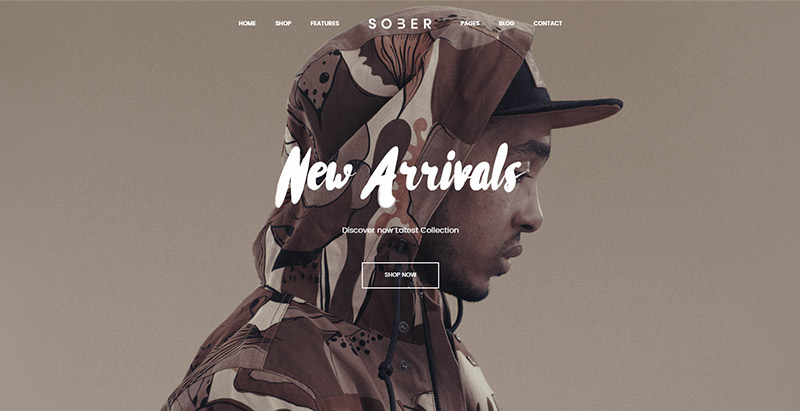 HOME SHOP FEATURES SOBER PAGES BLOG CONTACT
New Arrivals
Discover now Latest Collection
SHOP NOW